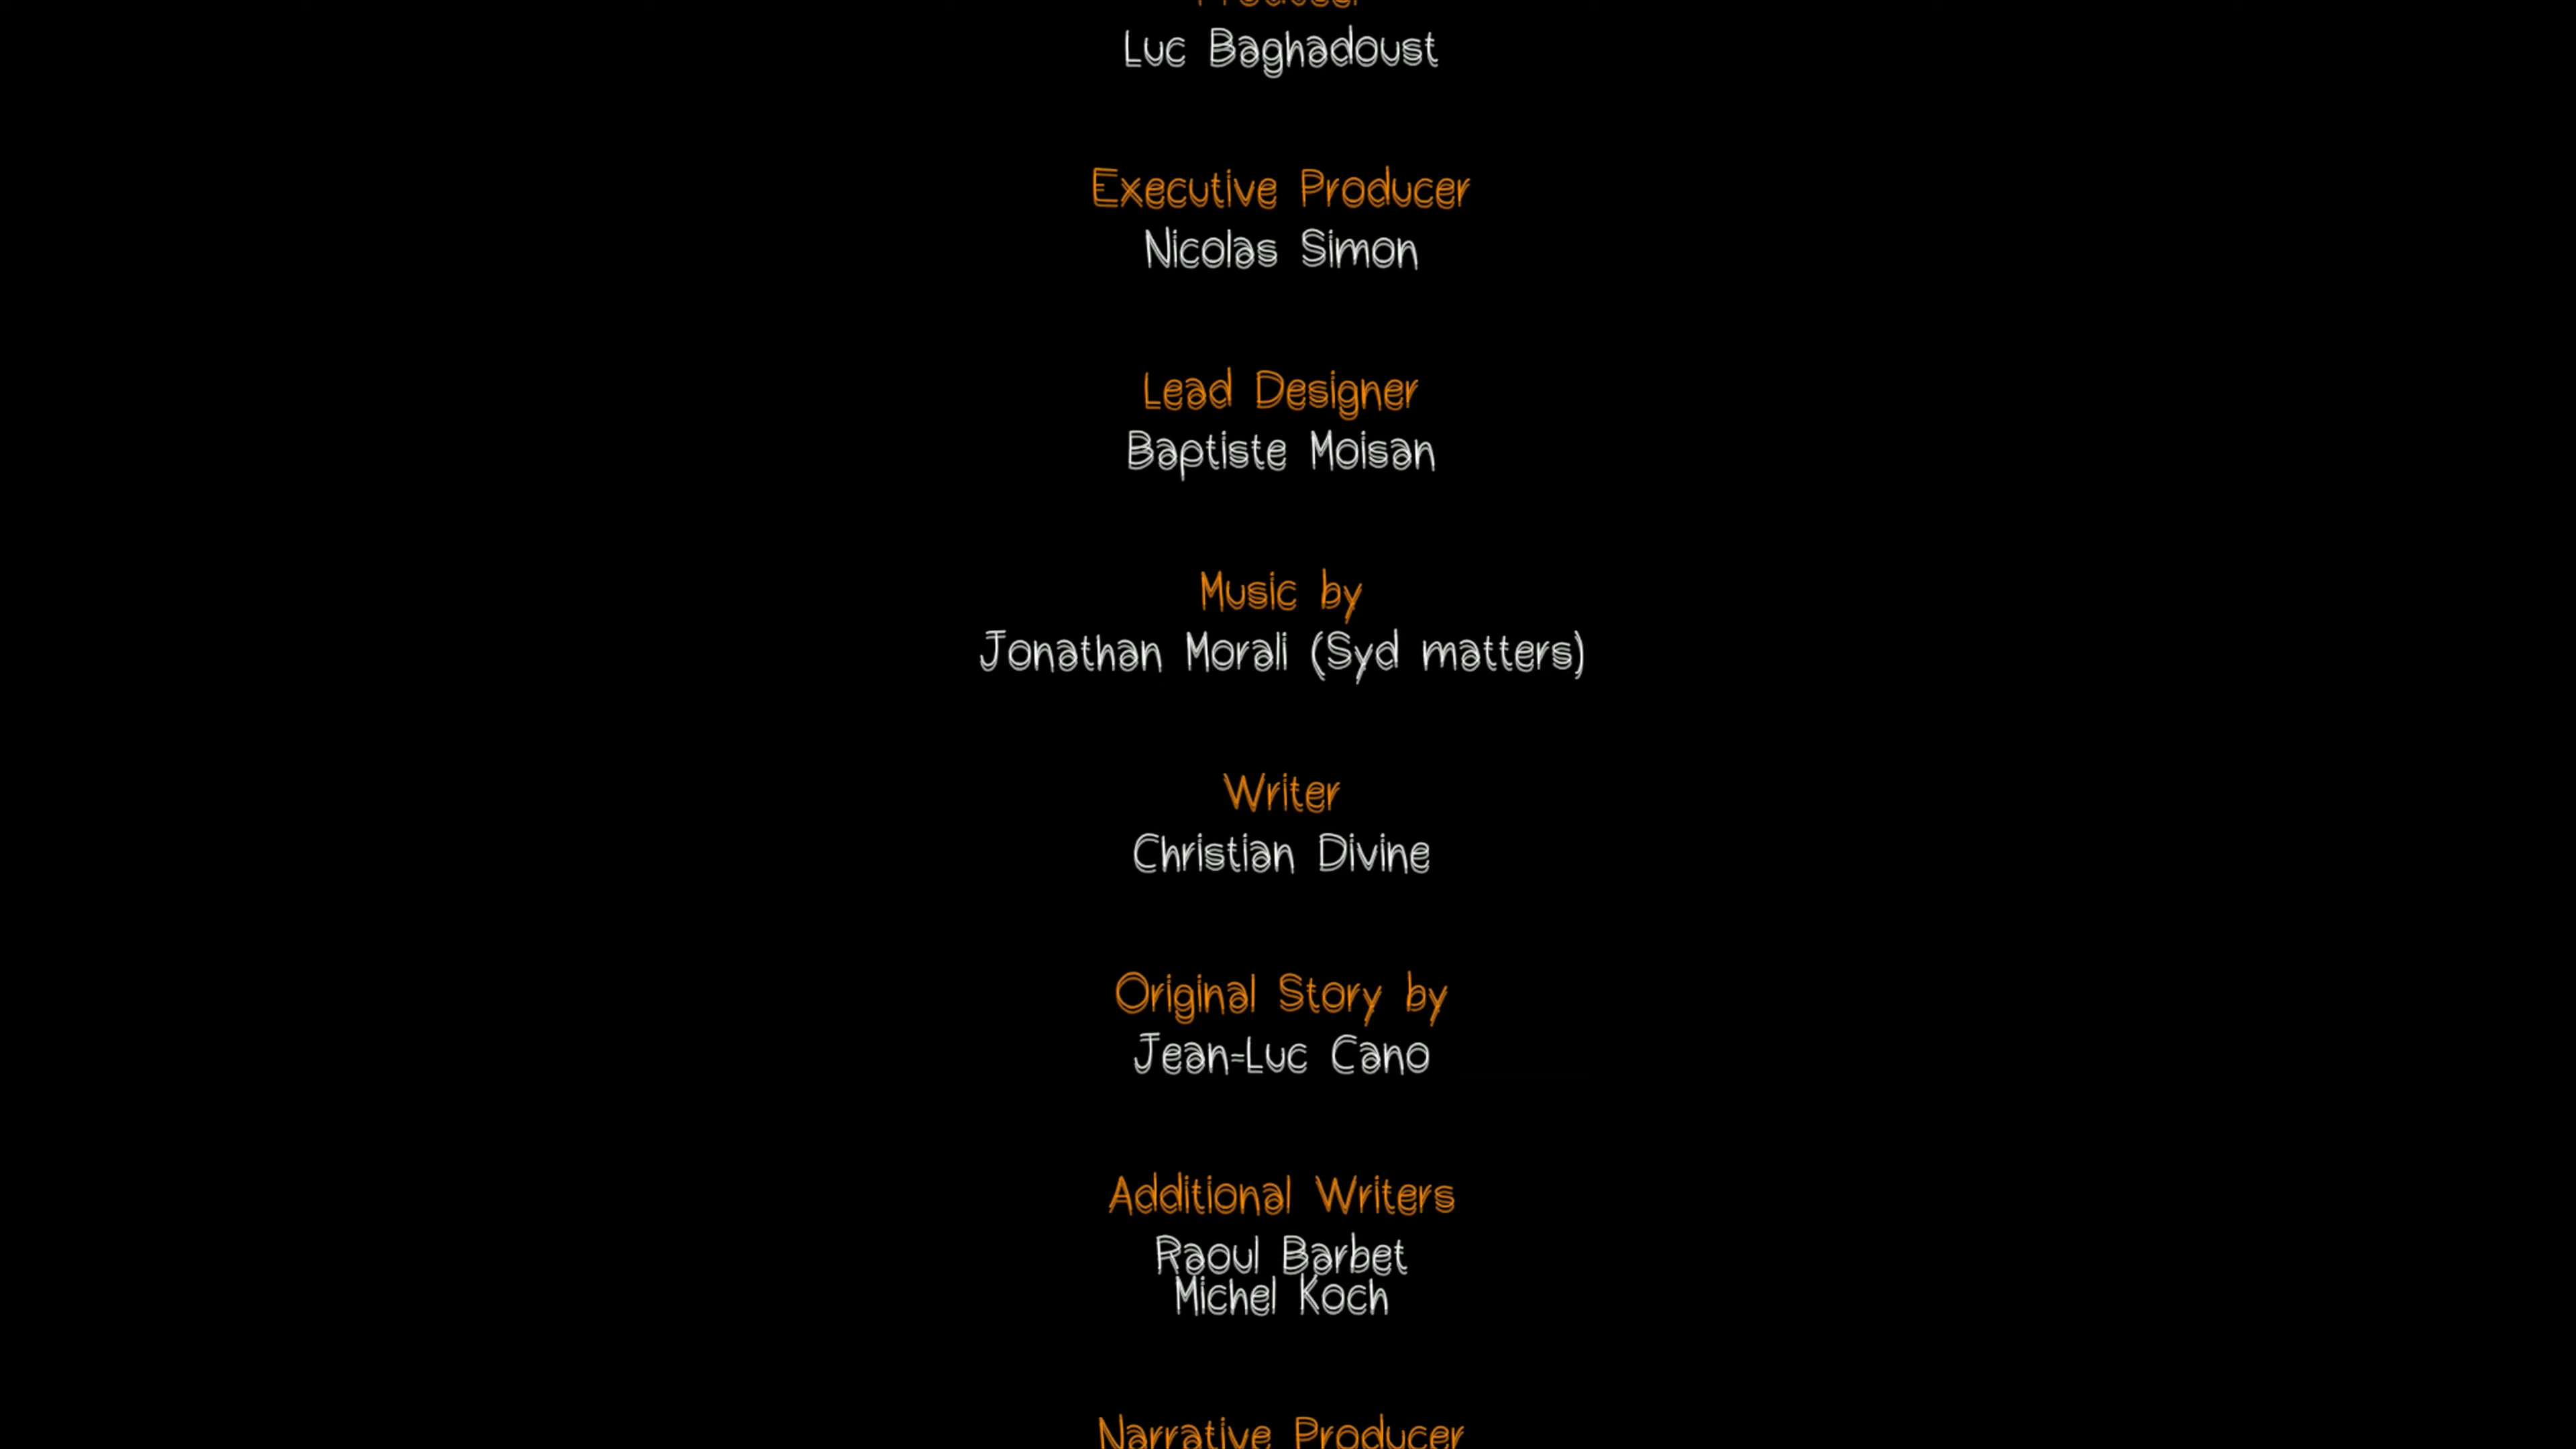 Producer
Luc Baghadoust
Executive Producer
Nicolas Simon
Lead Designer
Baptiste Moisan
Music by
Jonathan Morali (Syd matters)
Writer
Christian Divine
Original Story by
Jean-Luc Cano
Additional Writers
Raoul Barbet
Michel Koch
Narrative Producer